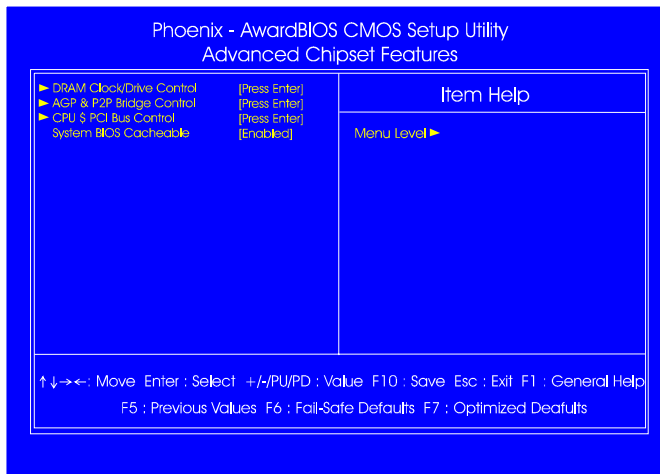 Phoenix - AwardBIOS CMOS Setup Utility
Advanced Chipset Features
► DRAM Clock/Drive Control [Press Enter]
► AGP & P2P Bridge Control [Press Enter]
► CPU $ PCI Bus Control [Press Enter]
System BIOS Cacheable [Enabled]
Item Help
Menu Level ►
↑↓→←: Move Enter : Select +/-/PU/PD : Value F10 : Save Esc : Exit F1 : General Help
F5 : Previous Values F6 : Fail-Safe Defaults F7 : Optimized Deafults